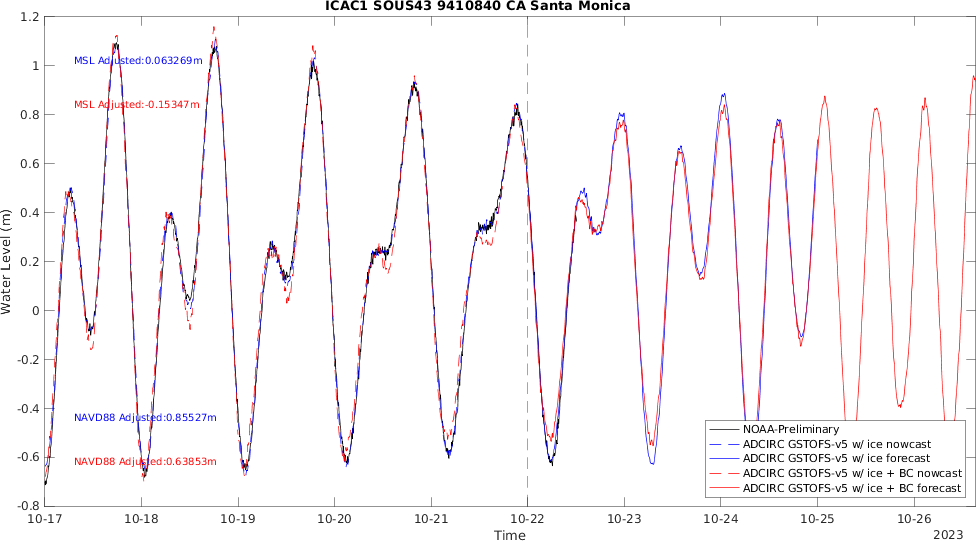 ICAC1 SOUS43 9410840 CA Santa Monica
1.2
1
0.8
0.6
0.4
0.2
0
-0.2
-0.4
-0.6
-0.8
Water Level (m)
MSL Adjusted:0.063269m
MSL Adjusted:-0.15347m
NAVD88 Adjusted:0.85527m
NAVD88 Adjusted:0.63853m
NOAA-Preliminary
ADCIRC GSTOFS-v5 w/ ice nowcast
ADCIRC GSTOFS-v5 w/ ice forecast
ADCIRC GSTOFS-v5 w/ ice + BC nowcast
ADCIRC GSTOFS-v5 w/ ice + BC forecast
10-17 10-18 10-19 10-20 10-21 10-22 10-23 10-24 10-25 10-26
Time
2023